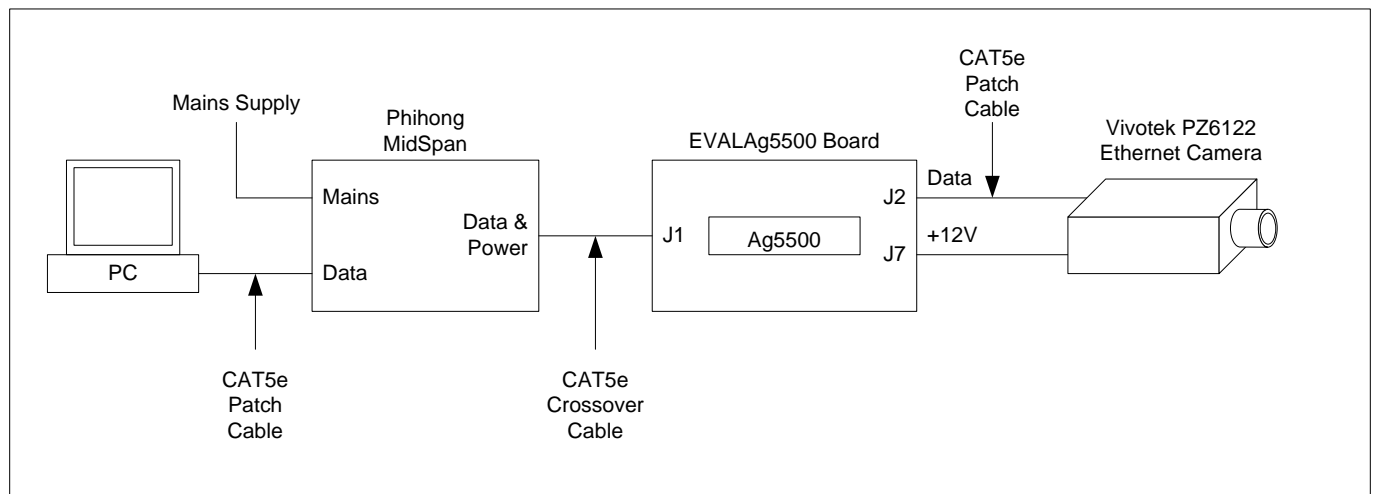 Mains Supply
Phihong
MidSpan
EVALAg5500 Board
CAT5e
Patch
Cable
Vivotek PZ6122
Ethernet Camera
PC
Mains
Data
Data &
Power
J1
Ag5500
J2
J7
Data
+12V
CAT5e
Patch
Cable
CAT5e
Crossover
Cable